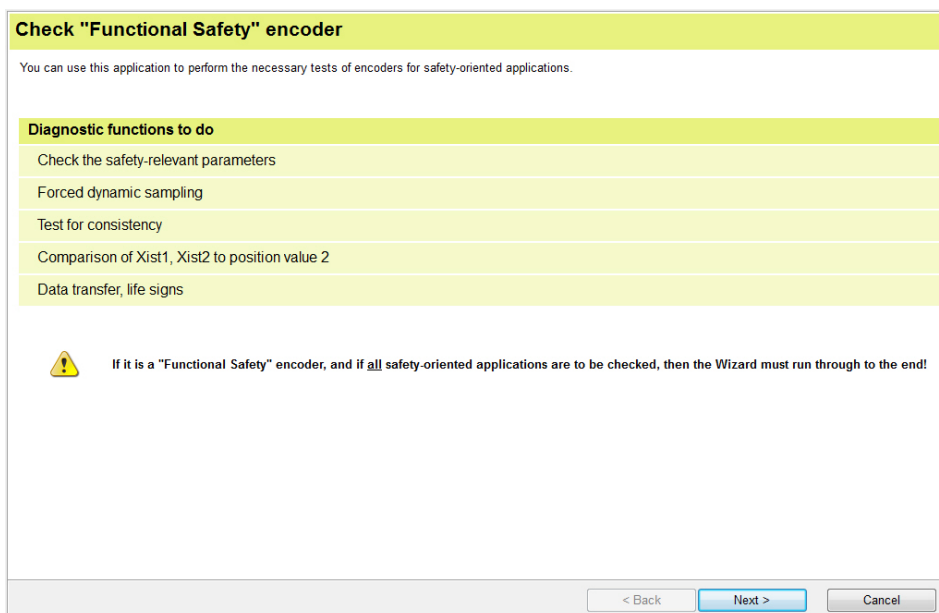 Check "Functional Safety" encoder
You can use this application to perform the necessary tests of encoders for safety-oriented applications.
Diagnostic functions to do
Check the safety-relevant parameters
Forced dynamic sampling
Test for consistency
Comparison of Xist1, Xist2 to position value 2
Data transfer, life signs
If it is a "Functional Safety" encoder, and if all safety-oriented applications are to be checked, then the Wizard must run through to the end!
< Back Next > Cancel